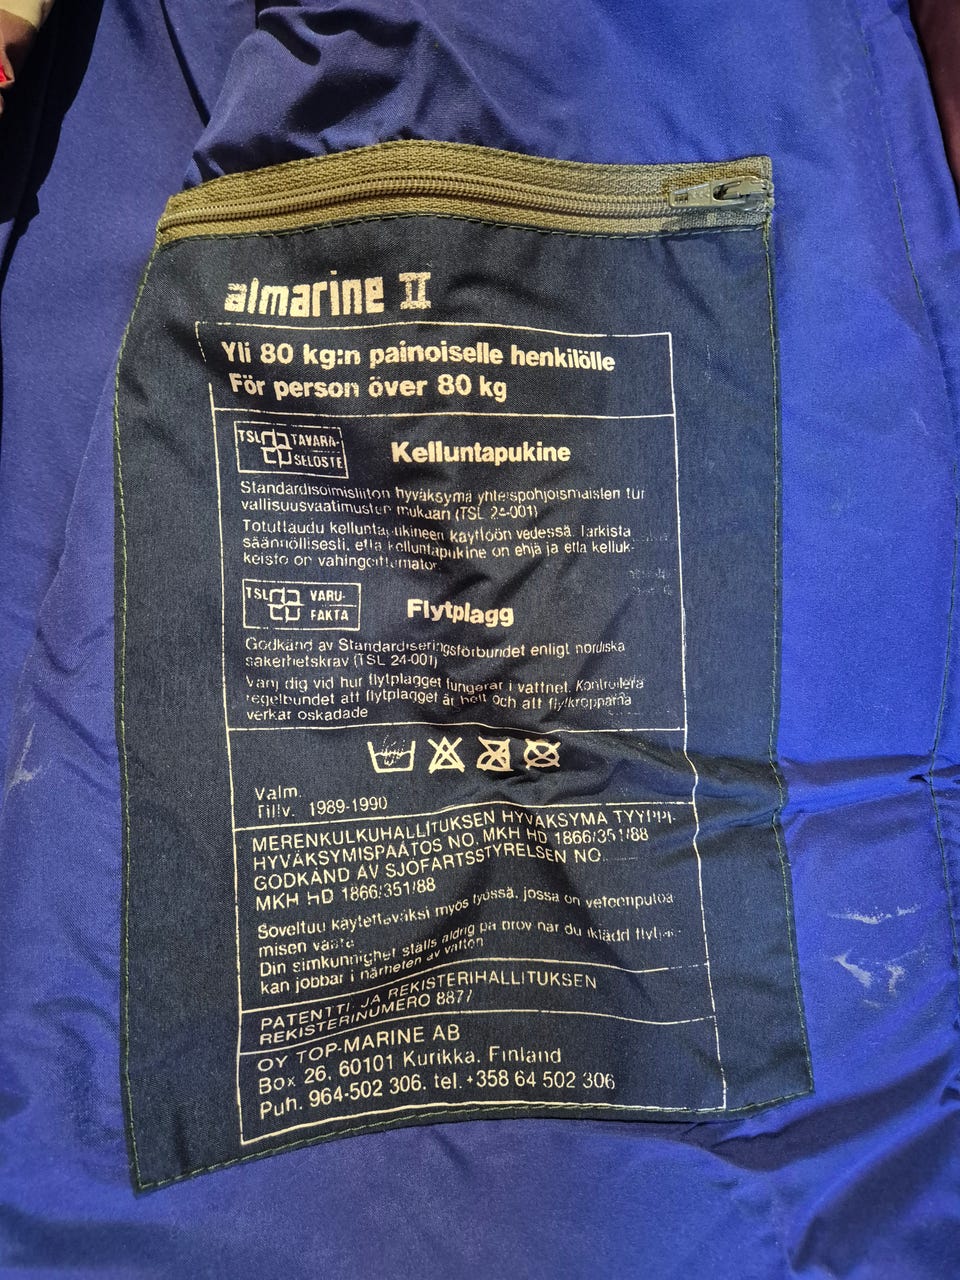 almarine II
Yli 80 kg:n painoiselle henkilölle
För person över 80 kg
TSL TAVARA-
SELOSTE
Kelluntapukine
Standardisoimisliiton hyväksymä yhteispohjoismaisten tur
vallisuusvaatimusten mukaan (TSL 24-001)
Totuttaudu kelluntapukineen käyttöön vedessä. Tarkista
säännöllisesti, että kelluntapukine on ehjä ja että kelluk-
keisto on vahingoittumaton.
TSL VARU-
FAKTA
Flytplagg
Godkänd av Standardiseringsförbundet enligt nordiska
säkerhetskrav (TSL 24-001)
Vänj dig vid hur flytplagget fungerar i vattnet. Kontrollera
regelbundet att flytplagget är helt och att flytkropparna
verkar oskadade
Valm.
Tillv. 1989-1990
MERENKULKUHALLITUKSEN HYVÄKSYMÄ TYYPPI-
HYVÄKSYMISPÄÄTÖS NO. MKH HD 1866/351/88
GODKÄND AV SJÖFARTSSTYRELSEN NO.
MKH HD 1866/351/88
Soveltuu käytettäväksi myös työssä, jossa on veteenputoa-
misen vaara
Din simkunnighet ställs aldrig på prov när du iklädd flytplagg
kan jobbar i närheten av vatten
PATENTTI- JA REKISTERIHALLITUKSEN
REKISTERINUMERO 8877
OY TOP-MARINE AB
Box 26, 60101 Kurikka, Finland
Puh. 964-502 306, tel. +358 64 502 306